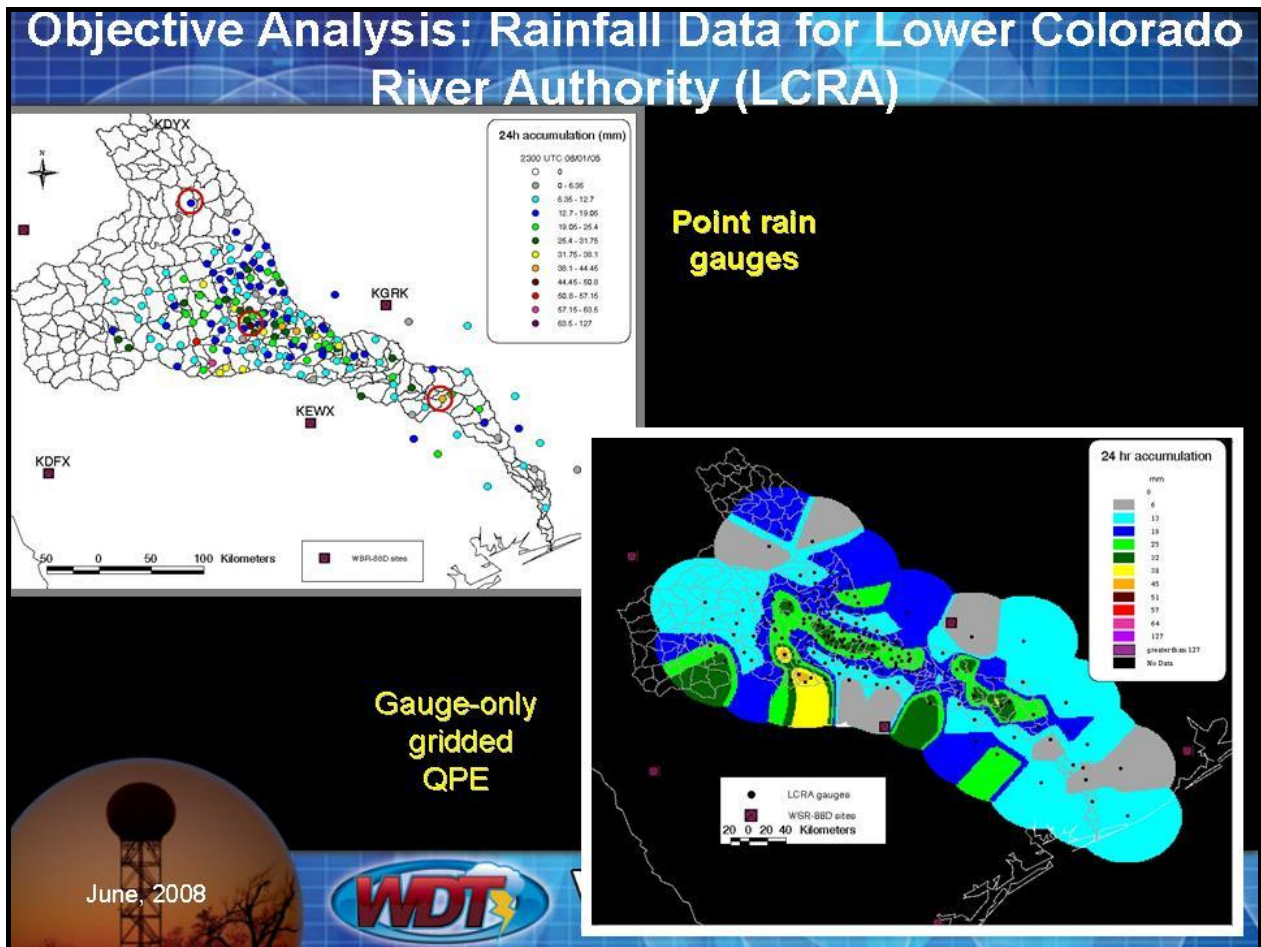 Objective Analysis: Rainfall Data for Lower Colorado
River Authority (LCRA)
KDYX
N
24h accumulation (mm)
2300 UTC 06/01/05
0
0 - 6.35
6.35 - 12.7
12.7 - 19.05
19.05 - 25.4
25.4 - 31.75
31.75 - 38.1
38.1 - 44.45
44.45 - 50.8
50.8 - 57.15
57.15 - 63.5
63.5 - 127
KGRK
KEWX
KDFX
50 0 50 100 Kilometers
WSR-88D sites
Point rain
gauges
24 hr accumulation
mm
0
6
13
19
25
32
38
45
51
57
64
127
greater than 127
No Data
LCRA gauges
WSR-88D sites
20 0 20 40 Kilometers
Gauge-only
gridded
QPE
June, 2008
WDT